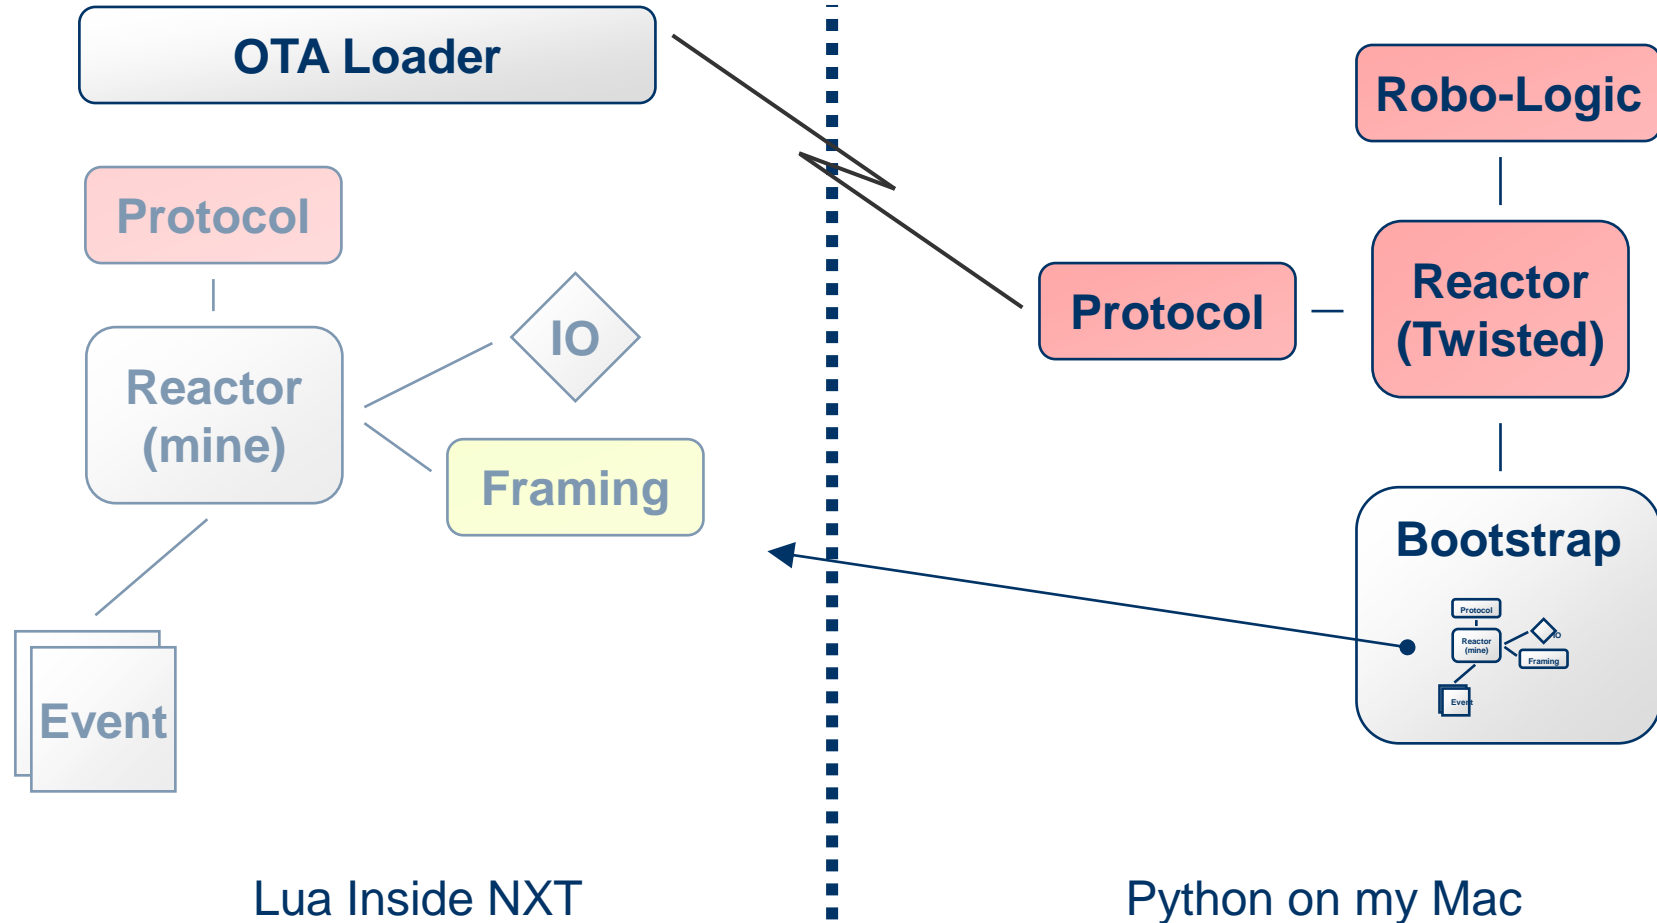 OTA Loader
Protocol
Reactor
(mine)
IO
Framing
Event
Lua Inside NXT
Robo-Logic
Protocol
Reactor
(Twisted)
Bootstrap
Protocol
Reactor
(mine)
IO
Framing
Event
Python on my Mac